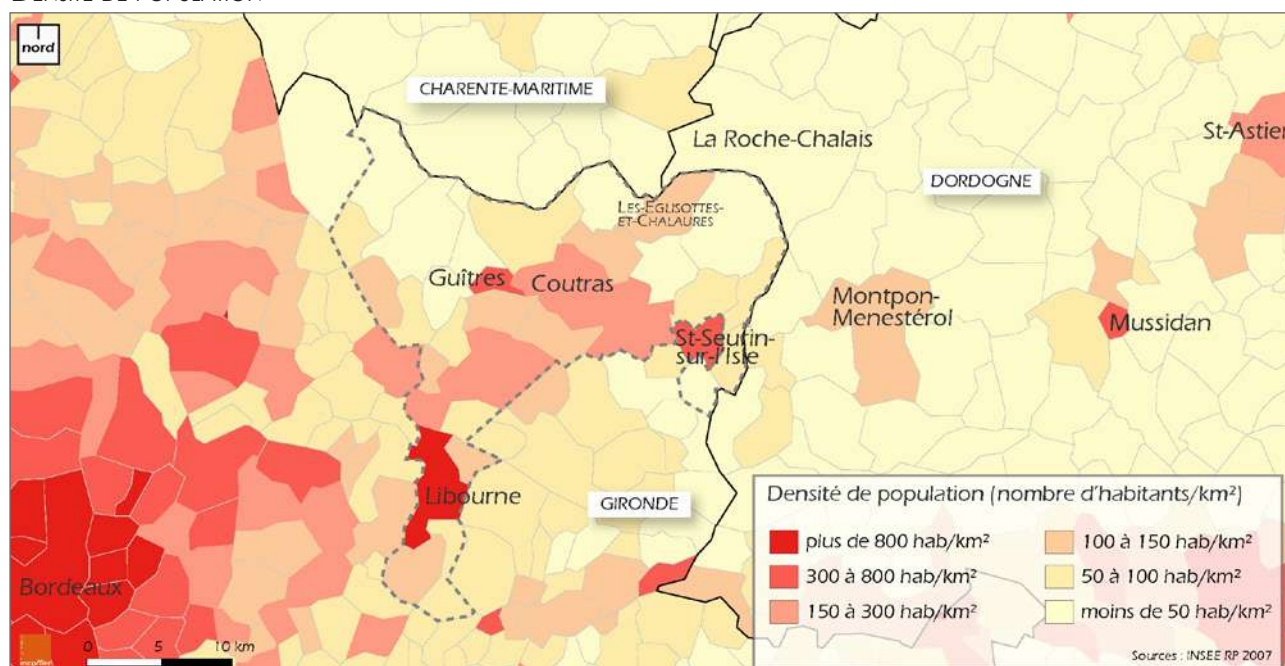 nord
CHARENTE-MARITIME
La Roche-Chalais
St-Astier
DORDOGNE
LES-EGLISOTTES-
ET-CHALAURES
Guîtres
Coutras
Montpon-
Menestérol
Mussidan
St-Seurin-
sur-l'Isle
Libourne
GIRONDE
Bordeaux
Densité de population (nombre d'habitants/km²)
plus de 800 hab/km²
100 à 150 hab/km²
300 à 800 hab/km²
50 à 100 hab/km²
150 à 300 hab/km²
moins de 50 hab/km²
0 5 10 km
Sources : INSEE RP 2007